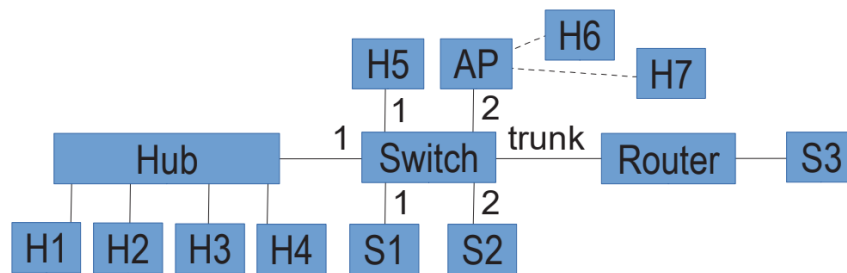 H6
H5 AP
H7
1 2
1 trunk
Hub Switch Router S3
1 2
H1 H2 H3 H4 S1 S2